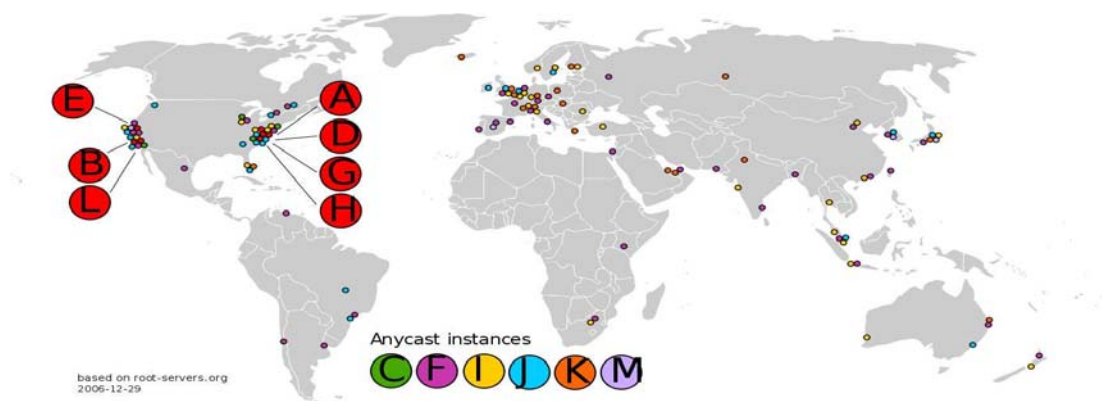 E
A
D
B
G
L
H
Anycast instances
C F I J K M
based on root-servers.org
2006-12-29